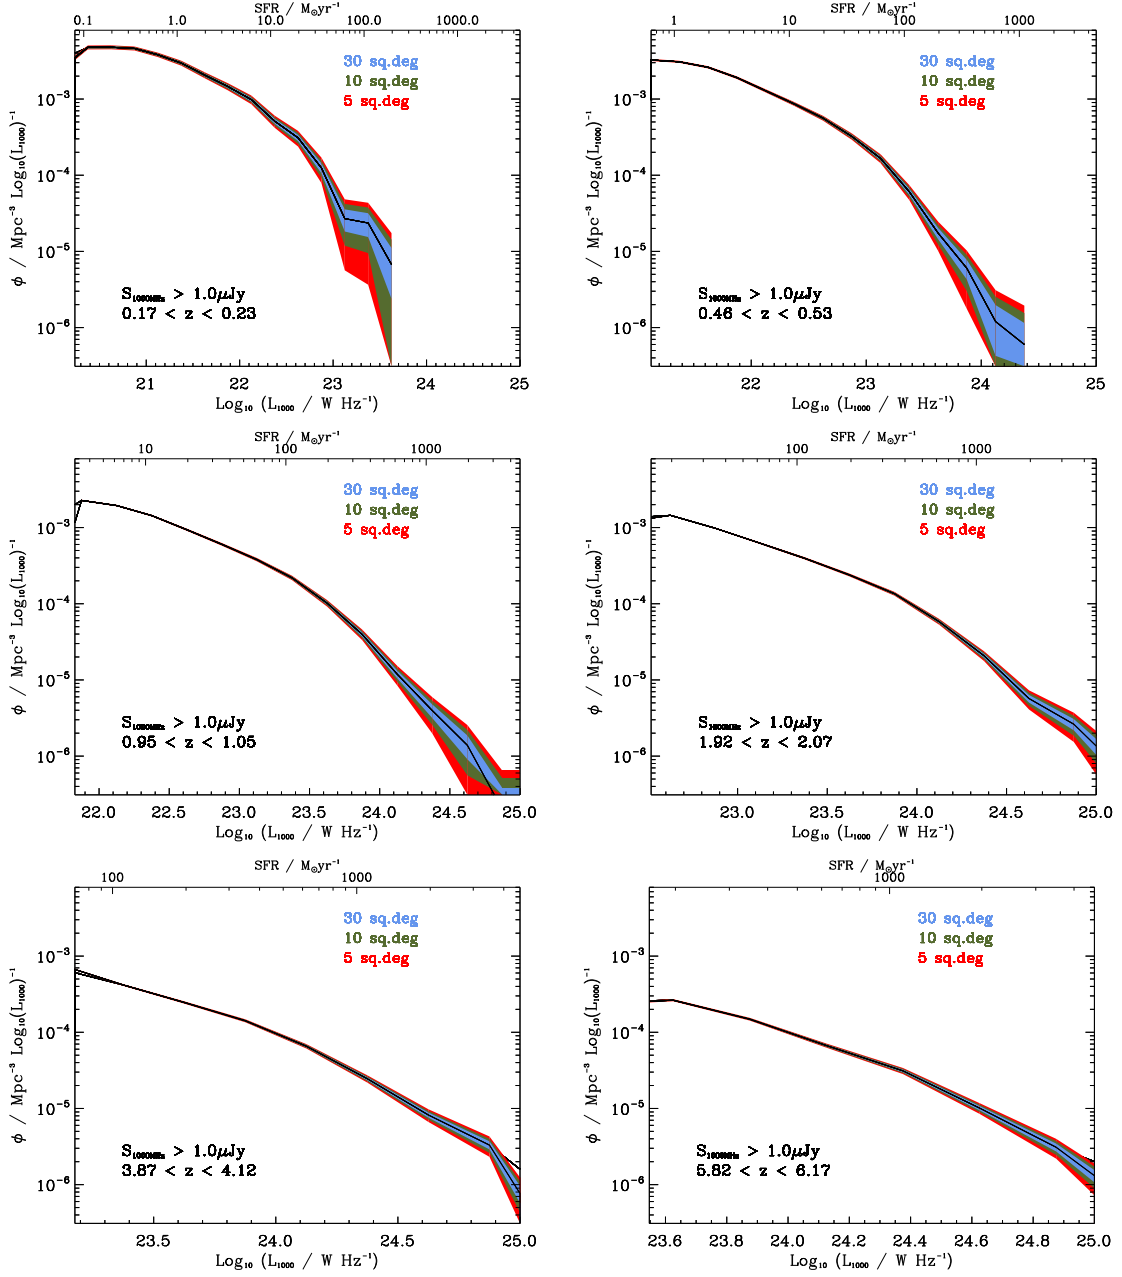 SFR / M⊙yr⁻¹
0.1 1.0 10.0 100.0 1000.0
30 sq.deg
10 sq.deg
5 sq.deg
10⁻³
10⁻⁴
10⁻⁵
10⁻⁶
ϕ / Mpc⁻³ Log₁₀(L₁₀₀₀)⁻¹
S₁₀₀₀MHz > 1.0μJy
0.17 < z < 0.23
21 22 23 24 25
Log₁₀ (L₁₀₀₀ / W Hz⁻¹)
SFR / M⊙yr⁻¹
1 10 100 1000
30 sq.deg
10 sq.deg
5 sq.deg
10⁻³
10⁻⁴
10⁻⁵
10⁻⁶
ϕ / Mpc⁻³ Log₁₀(L₁₀₀₀)⁻¹
S₁₀₀₀MHz > 1.0μJy
0.46 < z < 0.53
22 23 24 25
Log₁₀ (L₁₀₀₀ / W Hz⁻¹)
SFR / M⊙yr⁻¹
10 100 1000
30 sq.deg
10 sq.deg
5 sq.deg
10⁻³
10⁻⁴
10⁻⁵
10⁻⁶
ϕ / Mpc⁻³ Log₁₀(L₁₀₀₀)⁻¹
S₁₀₀₀MHz > 1.0μJy
0.95 < z < 1.05
22.0 22.5 23.0 23.5 24.0 24.5 25.0
Log₁₀ (L₁₀₀₀ / W Hz⁻¹)
SFR / M⊙yr⁻¹
100 1000
30 sq.deg
10 sq.deg
5 sq.deg
10⁻³
10⁻⁴
10⁻⁵
10⁻⁶
ϕ / Mpc⁻³ Log₁₀(L₁₀₀₀)⁻¹
S₁₀₀₀MHz > 1.0μJy
1.92 < z < 2.07
23.0 23.5 24.0 24.5 25.0
Log₁₀ (L₁₀₀₀ / W Hz⁻¹)
SFR / M⊙yr⁻¹
100 1000
30 sq.deg
10 sq.deg
5 sq.deg
10⁻³
10⁻⁴
10⁻⁵
10⁻⁶
ϕ / Mpc⁻³ Log₁₀(L₁₀₀₀)⁻¹
S₁₀₀₀MHz > 1.0μJy
3.87 < z < 4.12
23.5 24.0 24.5 25.0
Log₁₀ (L₁₀₀₀ / W Hz⁻¹)
SFR / M⊙yr⁻¹
1000
30 sq.deg
10 sq.deg
5 sq.deg
10⁻³
10⁻⁴
10⁻⁵
10⁻⁶
ϕ / Mpc⁻³ Log₁₀(L₁₀₀₀)⁻¹
S₁₀₀₀MHz > 1.0μJy
5.82 < z < 6.17
23.6 23.8 24.0 24.2 24.4 24.6 24.8 25.0
Log₁₀ (L₁₀₀₀ / W Hz⁻¹)